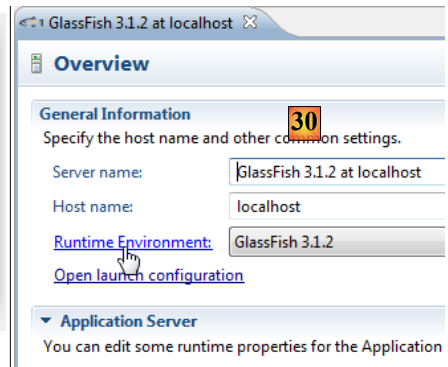 GlassFish 3.1.2 at localhost
Overview
General Information
30
Specify the host name and other common settings.
Server name: GlassFish 3.1.2 at localhost
Host name: localhost
Runtime Environment: GlassFish 3.1.2
Open launch configuration
Application Server
You can edit some runtime properties for the Application